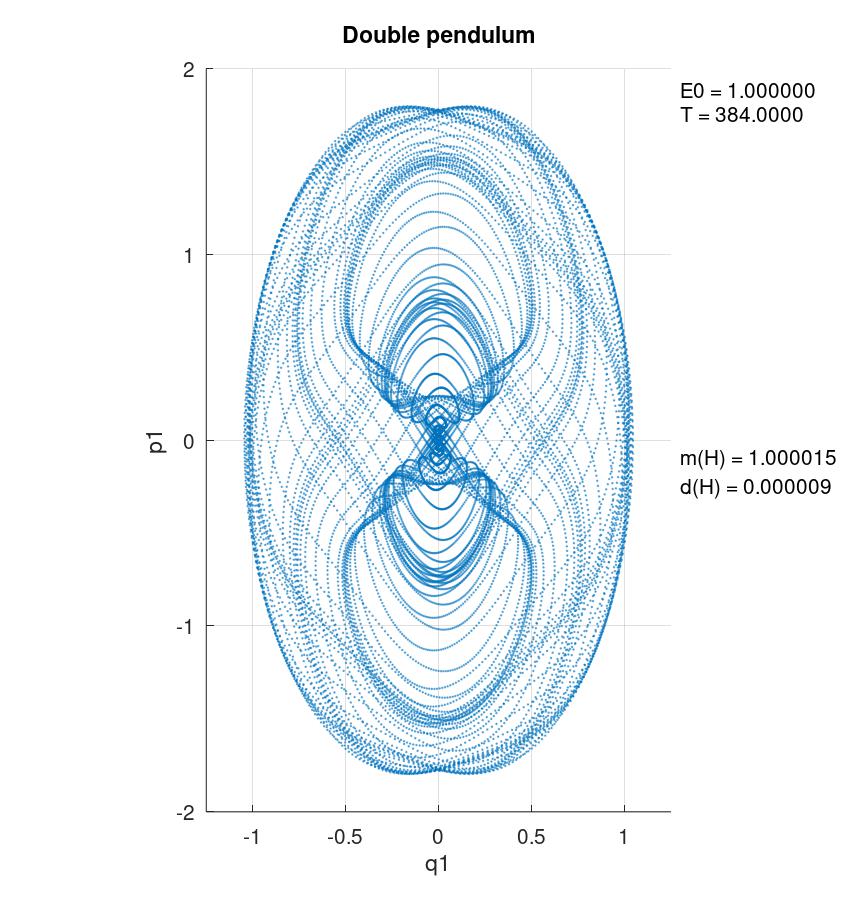 Double pendulum
E0 = 1.000000
T = 384.0000
2
1
0
-1
-2
p1
m(H) = 1.000015
d(H) = 0.000009
-1
-0.5
0
0.5
1
q1